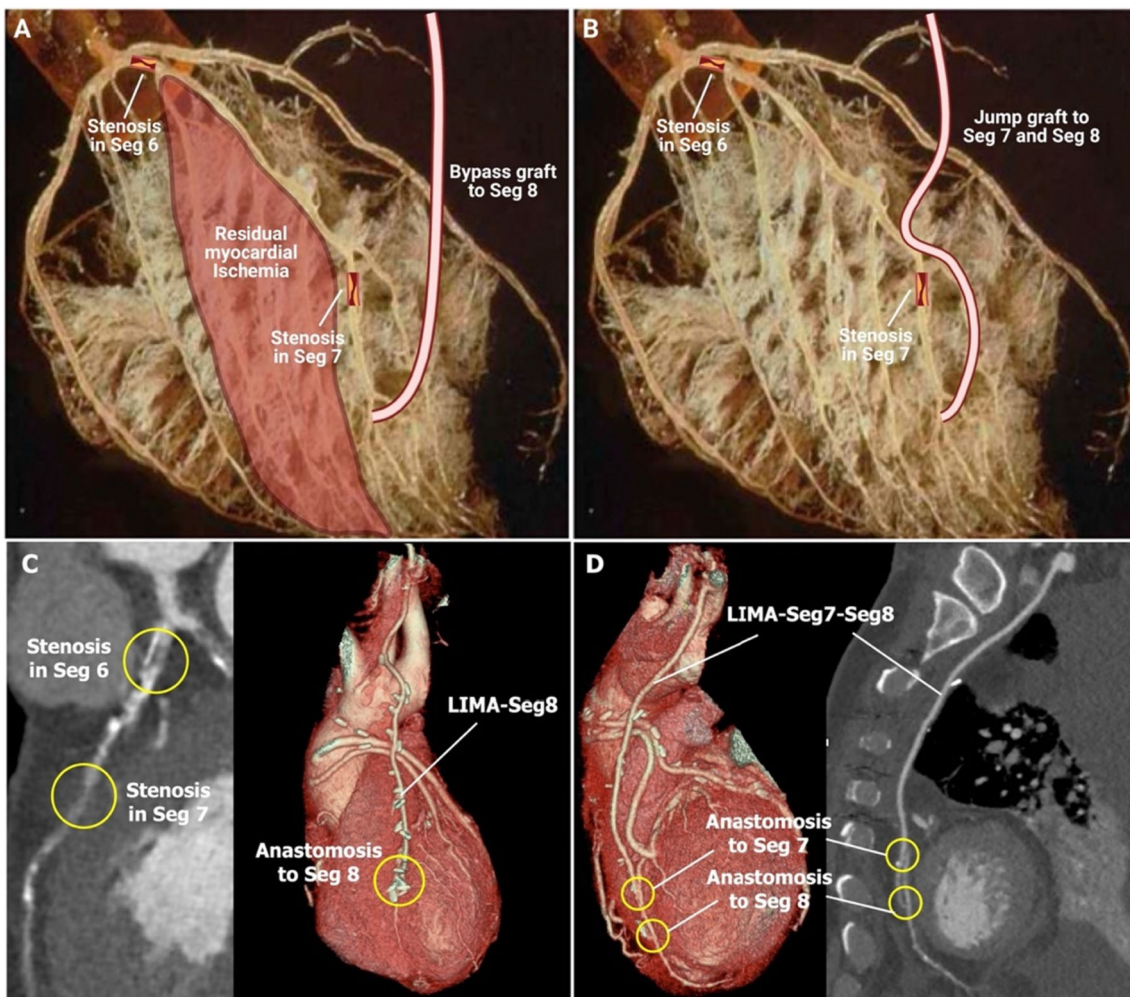 A
Stenosis
in Seg 6
Bypass graft
to Seg 8
Residual
myocardial
Ischemia
Stenosis
in Seg 7
B
Stenosis
in Seg 6
Jump graft to
Seg 7 and Seg 8
Stenosis
in Seg 7
C
Stenosis
in Seg 6
Stenosis
in Seg 7
LIMA-Seg8
Anastomosis
to Seg 8
D
LIMA-Seg7-Seg8
Anastomosis
to Seg 7
Anastomosis
to Seg 8